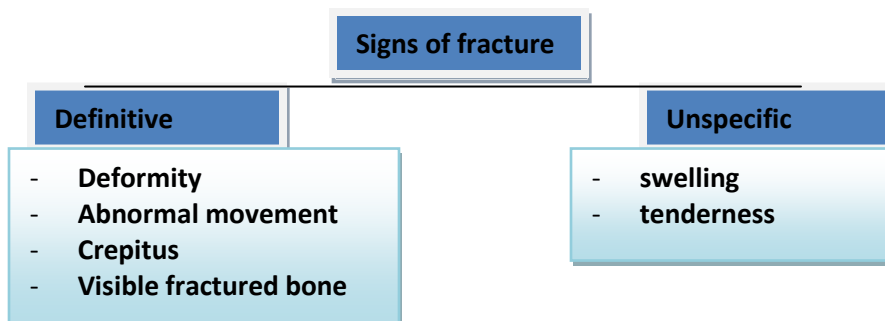 Signs of fracture
Definitive
- Deformity
- Abnormal movement
- Crepitus
- Visible fractured bone
Unspecific
- swelling
- tenderness